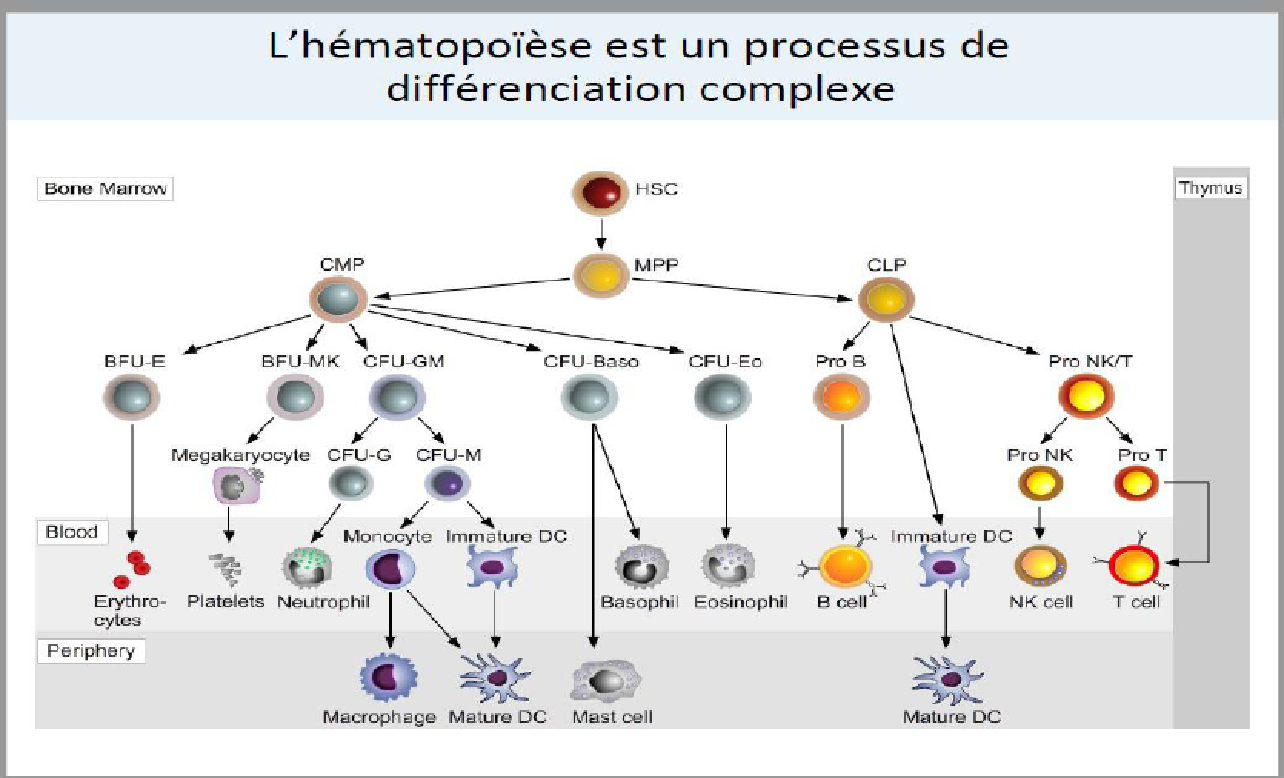 L'hématopoïèse est un processus de
différenciation complexe
Bone Marrow
HSC
Thymus
CMP
MPP
CLP
BFU-E
BFU-MK
CFU-GM
CFU-Baso
CFU-Eo
Pro B
Pro NK/T
Megakaryocyte
CFU-G
CFU-M
Pro NK
Pro T
Blood
Monocyte
Immature DC
Immature DC
Erythro-
cytes
Platelets
Neutrophil
Basophil
Eosinophil
B cell
NK cell
T cell
Periphery
Macrophage
Mature DC
Mast cell
Mature DC